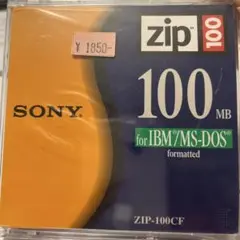 ¥ 1850-
zip 100
SONY
100 MB
for IBM/MS-DOS
formatted
ZIP-100CF